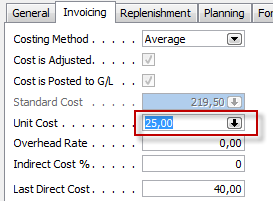 General Invoicing Replenishment Planning For
Costing Method . . . . . Average
Cost is Adjusted. . . . .
Cost is Posted to G/L . .
Standard Cost . . . . . 219,50
Unit Cost . . . . . . . 25,00
Overhead Rate . . . . . 0,00
Indirect Cost % . . . . . 0
Last Direct Cost . . . . 40,00